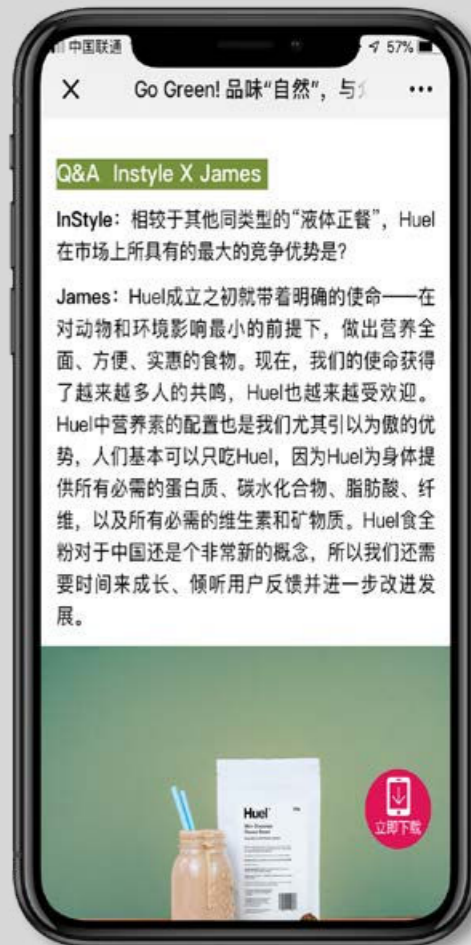 中国联通 57%
Go Green! 品味“自然”，与
Q&A Instyle X James
InStyle：相较于其他同类型的“液体正餐”，Huel
在市场上所具有的最大的竞争优势是？
James：Huel成立之初就带着明确的使命——在
对动物和环境影响最小的前提下，做出营养全
面、方便、实惠的食物。现在，我们的使命获得
了越来越多人的共鸣，Huel也越来越受欢迎。
Huel中营养素的配置也是我们尤其引以为傲的优
势，人们基本可以只吃Huel，因为Huel为身体提
供所有必需的蛋白质、碳水化合物、脂肪酸、纤
维，以及所有必需的维生素和矿物质。Huel食全
粉对于中国还是个非常新的概念，所以我们还需
要时间来成长、倾听用户反馈并进一步改进发
展。
Huel
立即下载